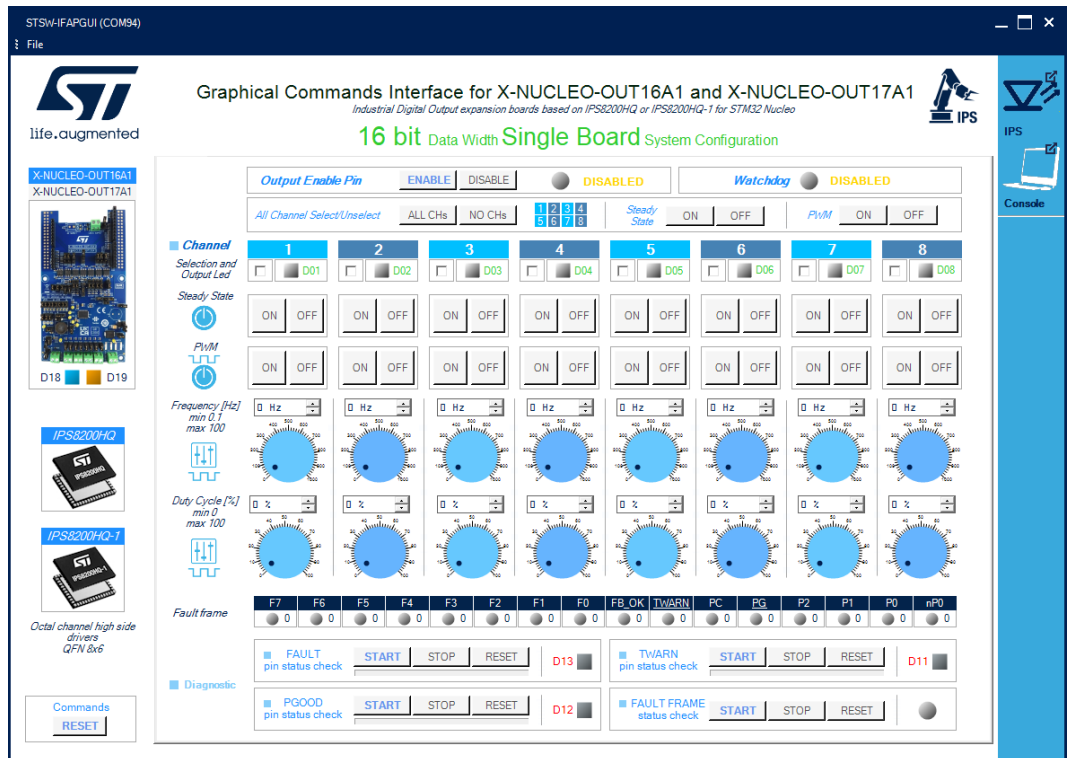 STSW-IFAPGUI (COM94)
File
life.augmented
Graphical Commands Interface for X-NUCLEO-OUT16A1 and X-NUCLEO-OUT17A1
Industrial Digital Output expansion boards based on IPS8200HQ or IPS8200HQ-1 for STM32 Nucleo
16 bit Data Width Single Board System Configuration
IPS
IPS
Console
X-NUCLEO-OUT16A1
X-NUCLEO-OUT17A1
D18 D19
IPS8200HQ
IPS8200HQ
IPS8200HQ-1
IPS8200HQ-1
Octal channel high side
drivers
QFN 8x6
Commands
RESET
Output Enable Pin ENABLE DISABLE DISABLED Watchdog DISABLED
All Channel Select/Unselect ALL CHs NO CHs 1 2 3 4 5 6 7 8 Steady State ON OFF PWM ON OFF
Channel 1 2 3 4 5 6 7 8
Selection and
Output Led D01 D02 D03 D04 D05 D06 D07 D08
Steady State
ON OFF ON OFF ON OFF ON OFF ON OFF ON OFF ON OFF ON OFF
PWM
ON OFF ON OFF ON OFF ON OFF ON OFF ON OFF ON OFF ON OFF
Frequency [Hz] 0 Hz 0 Hz 0 Hz 0 Hz 0 Hz 0 Hz 0 Hz 0 Hz
min 0.1
max 100
Duty Cycle [%] 0 % 0 % 0 % 0 % 0 % 0 % 0 % 0 %
min 0
max 100
F7 F6 F5 F4 F3 F2 F1 F0 FB_OK TWARN PC PG P2 P1 P0 nP0
Fault frame 0 0 0 0 0 0 0 0 0 0 0 0 0 0 0 0
Diagnostic
FAULT
pin status check START STOP RESET D13
TWARN
pin status check START STOP RESET D11
PGOOD
pin status check START STOP RESET D12
FAULT FRAME
status check START STOP RESET